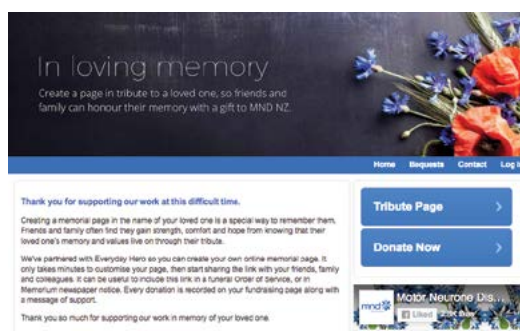 In loving memory
Create a page in tribute to a loved one, so friends and
family can honour their memory with a gift to MND NZ.
Home Bequests Contact Log in
Thank you for supporting our work at this difficult time.
Creating a memorial page in the name of your loved one is a special way to remember them.
Friends and family often find they gain strength, comfort and hope from knowing that their
loved one's memory and values live on through their tribute.
We've partnered with Everyday Hero so you can create your own online memorial page. It
only takes minutes to customise your page, then start sharing the link with your friends, family
and colleagues. It can be useful to include this link in a funeral Order of Service, or in
Memorium newspaper notice. Every donation is recorded on your fundraising page along with
a message of support.
Thank you so much for supporting our work in memory of your loved one.
Tribute Page
Donate Now
mnd
Motor Neurone Dis...
Liked